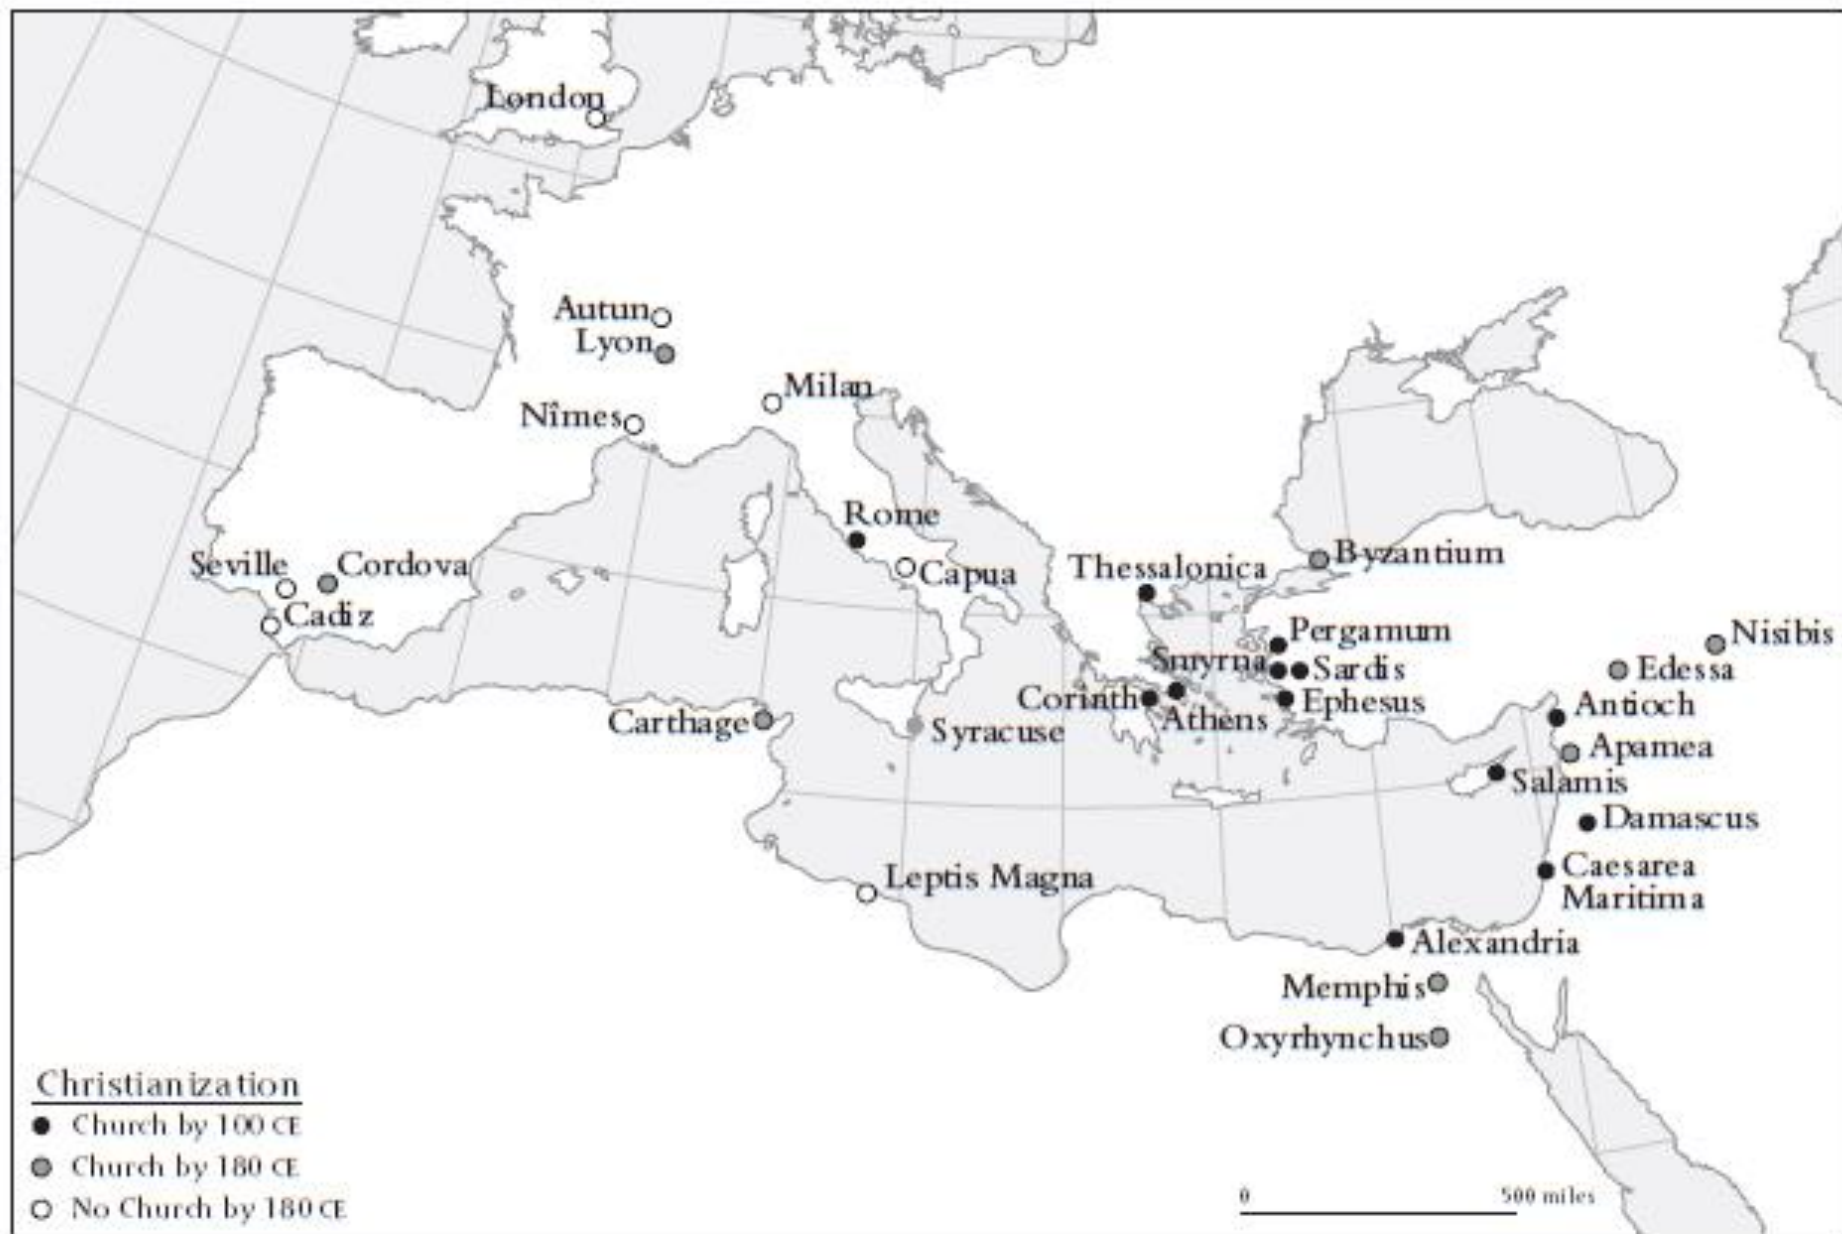 London
Autun
Lyon
Milan
Nîmes
Rome
Capua
Seville
Cordova
Cadiz
Thessalonica
Byzantium
Pergamum
Smyrna
Sardis
Nisibis
Edessa
Corinth
Athens
Ephesus
Antioch
Carthage
Syracuse
Apamea
Salamis
Damascus
Leptis Magna
Caesarea
Maritima
Alexandria
Memphis
Oxyrhynchus
Christianization
Church by 100 CE
Church by 180 CE
No Church by 180 CE
0 500 miles